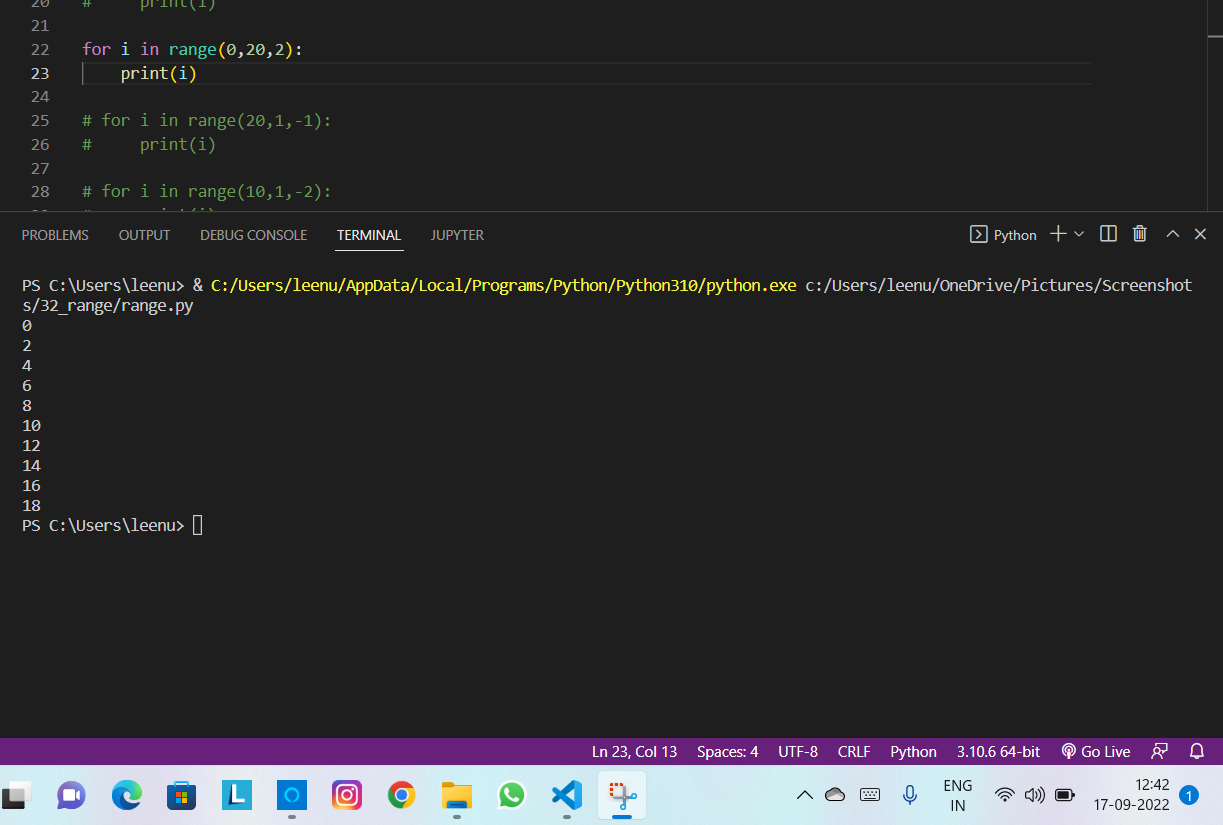 20 #     print(i)
21
22 for i in range(0,20,2):
23     print(i)
24
25 # for i in range(20,1,-1):
26 #     print(i)
27
28 # for i in range(10,1,-2):
PROBLEMS OUTPUT DEBUG CONSOLE TERMINAL JUPYTER Python
PS C:\Users\leenu> & C:/Users/leenu/AppData/Local/Programs/Python/Python310/python.exe c:/Users/leenu/OneDrive/Pictures/Screenshot
s/32_range/range.py
0
2
4
6
8
10
12
14
16
18
PS C:\Users\leenu>
Ln 23, Col 13 Spaces: 4 UTF-8 CRLF Python 3.10.6 64-bit Go Live
L
ENG 12:42
IN 17-09-2022 1